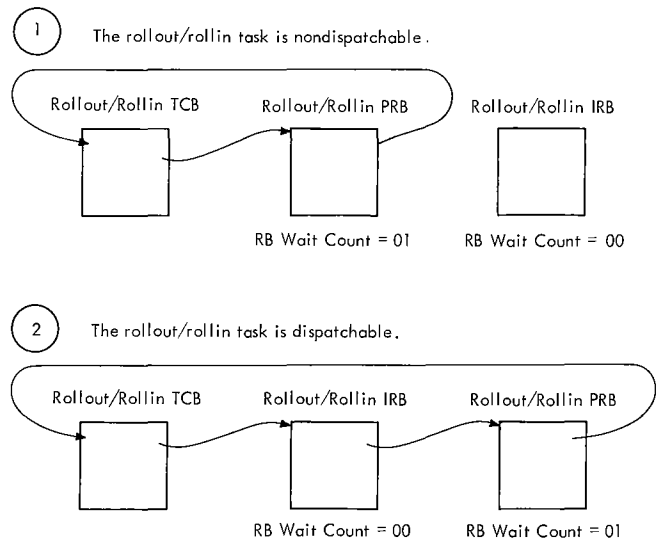 1
The rollout/rollin task is nondispatchable.
Rollout/Rollin TCB
Rollout/Rollin PRB
Rollout/Rollin IRB
RB Wait Count = 01
RB Wait Count = 00
2
The rollout/rollin task is dispatchable.
Rollout/Rollin TCB
Rollout/Rollin IRB
Rollout/Rollin PRB
RB Wait Count = 00
RB Wait Count = 01